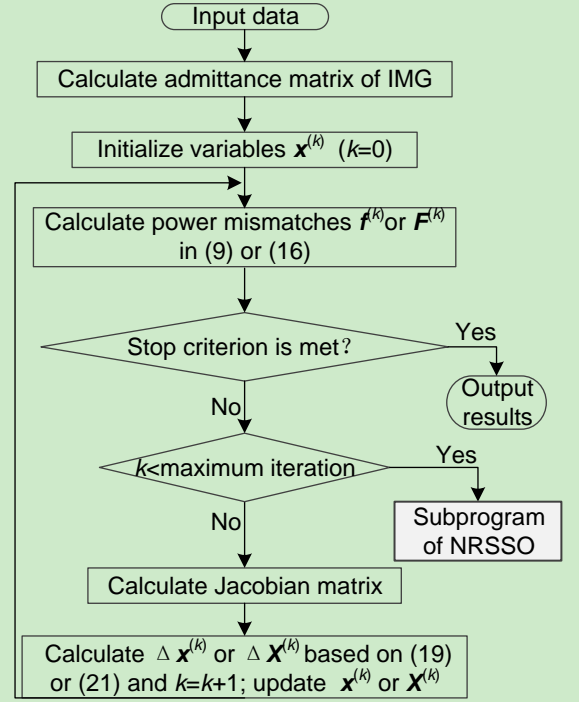 Input data
Calculate admittance matrix of IMG
Initialize variables x^(k) (k=0)
Calculate power mismatches f^(k) or F^(k)
in (9) or (16)
Stop criterion is met?
Yes
Output
results
No
k<maximum iteration
Yes
Subprogram
of NRSSO
No
Calculate Jacobian matrix
Calculate Δ x^(k) or Δ X^(k) based on (19)
or (21) and k=k+1; update x^(k) or X^(k)